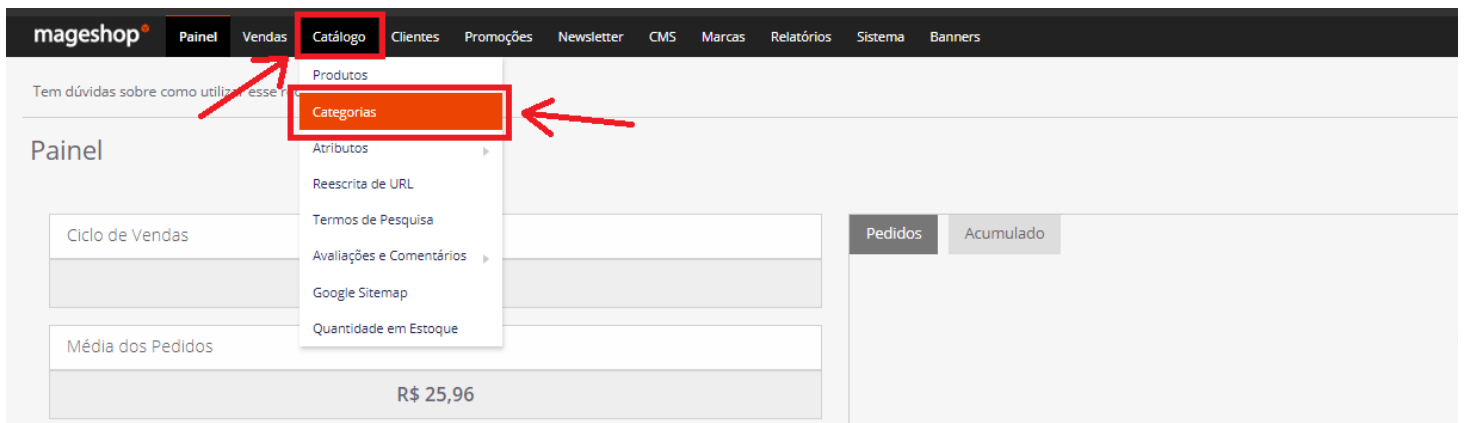 mageshop Painel Vendas Catálogo Clientes Promoções Newsletter CMS Marcas Relatórios Sistema Banners
Produtos
Tem dúvidas sobre como utilizar esse
Categorias
Painel
Atributos
Reescrita de URL
Termos de Pesquisa
Avaliações e Comentários
Google Sitemap
Quantidade em Estoque
Ciclo de Vendas
Média dos Pedidos
R$ 25,96
Pedidos Acumulado